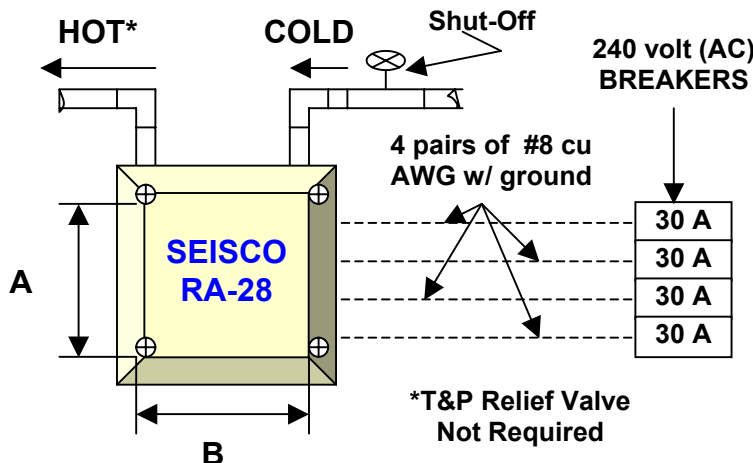 HOT*
COLD
Shut-Off
240 volt (AC)
BREAKERS
4 pairs of #8 cu
AWG w/ ground
30 A
30 A
30 A
30 A
SEISCO
RA-28
A
B
*T&P Relief Valve
Not Required